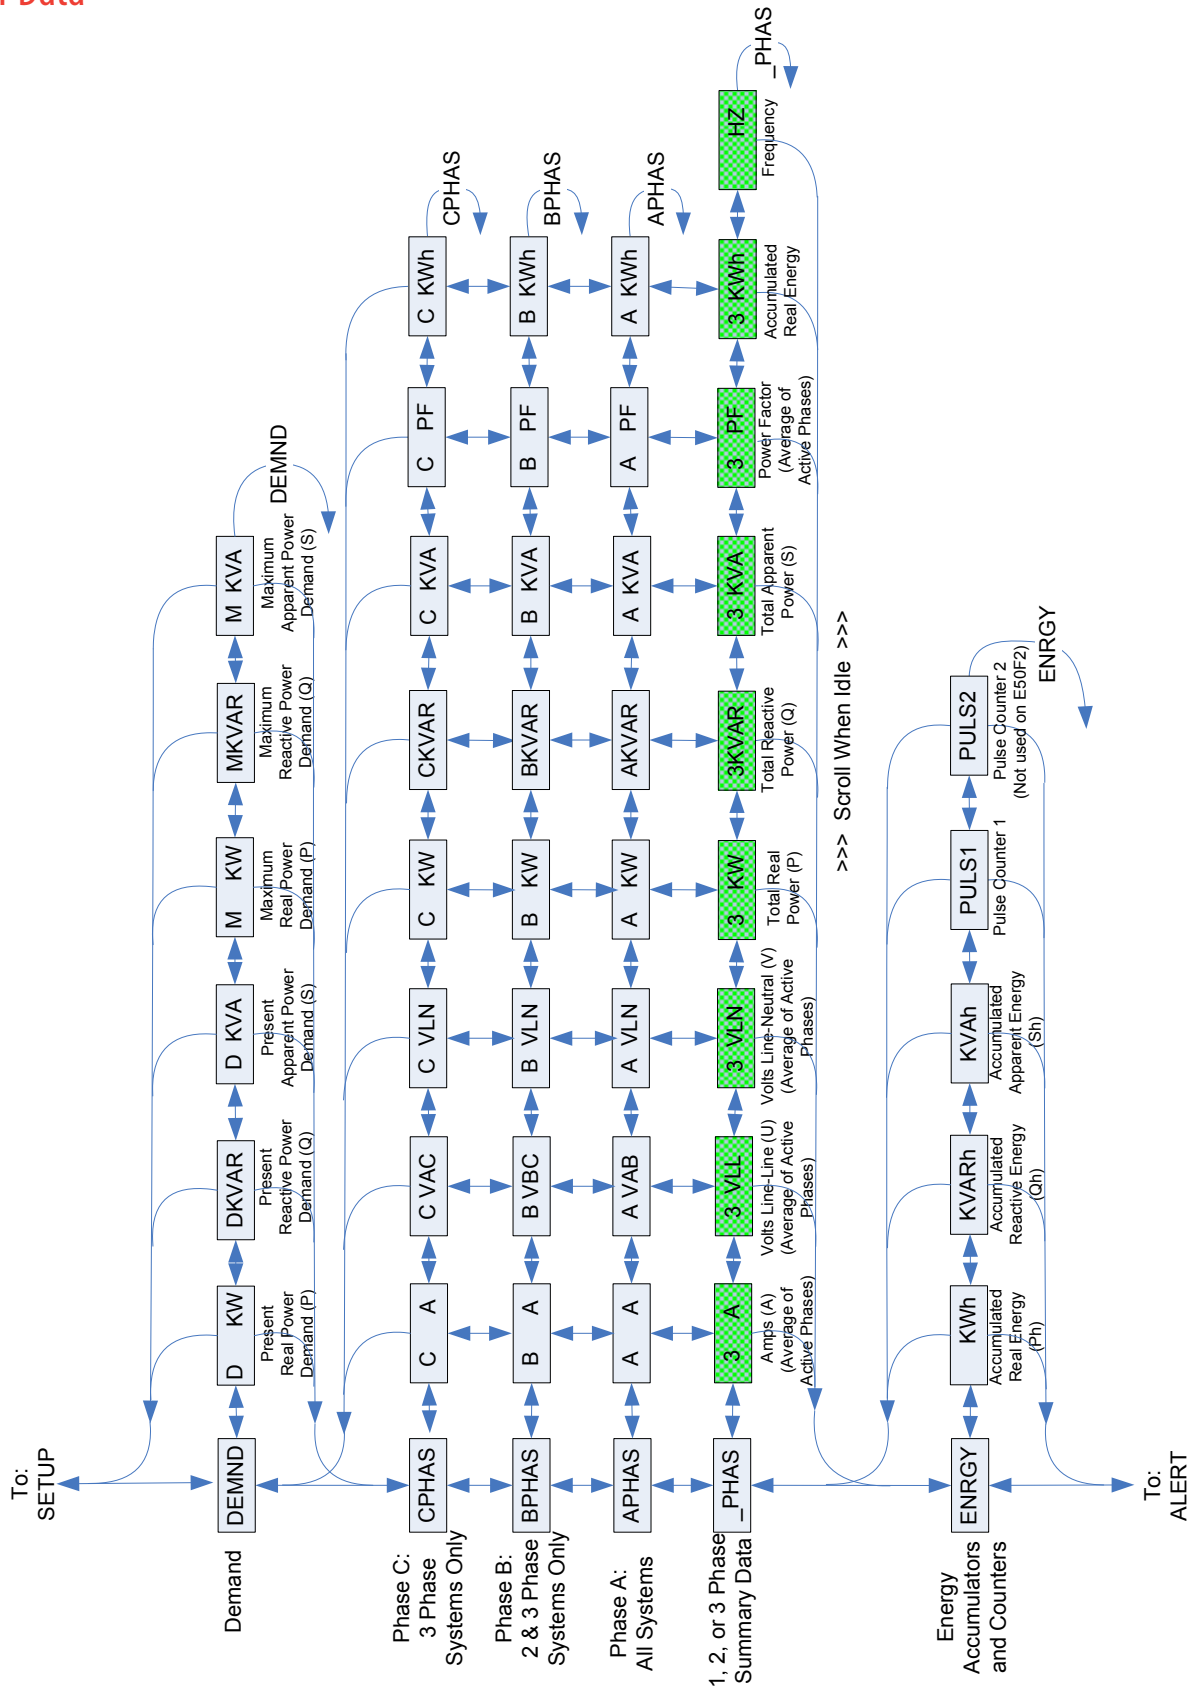 Data
To:
SETUP
Demand
DEMND
D KW
DKVAR
D KVA
M KW
MKVAR
M KVA
DEMND
Present
Real Power
Demand (P)
Present
Reactive Power
Demand (Q)
Present
Apparent Power
Demand (S)
Maximum
Real Power
Demand (P)
Maximum
Reactive Power
Demand (Q)
Maximum
Apparent Power
Demand (S)
Phase C:
3 Phase
Systems Only
CPHAS
C A
C VAC
C VLN
C KW
CKVAR
C KVA
C PF
C KWh
CPHAS
Phase B:
2 & 3 Phase
Systems Only
BPHAS
B A
B VBC
B VLN
B KW
BKVAR
B KVA
B PF
B KWh
BPHAS
Phase A:
All Systems
APHAS
A A
A VAB
A VLN
A KW
AKVAR
A KVA
A PF
A KWh
APHAS
1, 2, or 3 Phase
Summary Data
_PHAS
3 A
3 VLL
3 VLN
3 KW
3KVAR
3 KVA
3 PF
3 KWh
HZ
_PHAS
Amps (A)
(Average of
Active Phases)
Volts Line-Line (U)
(Average of Active
Phases)
Volts Line-Neutral (V)
(Average of Active
Phases)
Total Real
Power (P)
Total Reactive
Power (Q)
Total Apparent
Power (S)
Power Factor
(Average of
Active Phases)
Accumulated
Real Energy
Frequency
>>> Scroll When Idle >>>
Energy
Accumulators
and Counters
ENRGY
KWh
KVARh
KVAh
PULS1
PULS2
ENRGY
Accumulated
Real Energy
(Ph)
Accumulated
Reactive Energy
(Qh)
Accumulated
Apparent Energy
(Sh)
Pulse Counter 1
Pulse Counter 2
(Not used on E50F2)
To:
ALERT